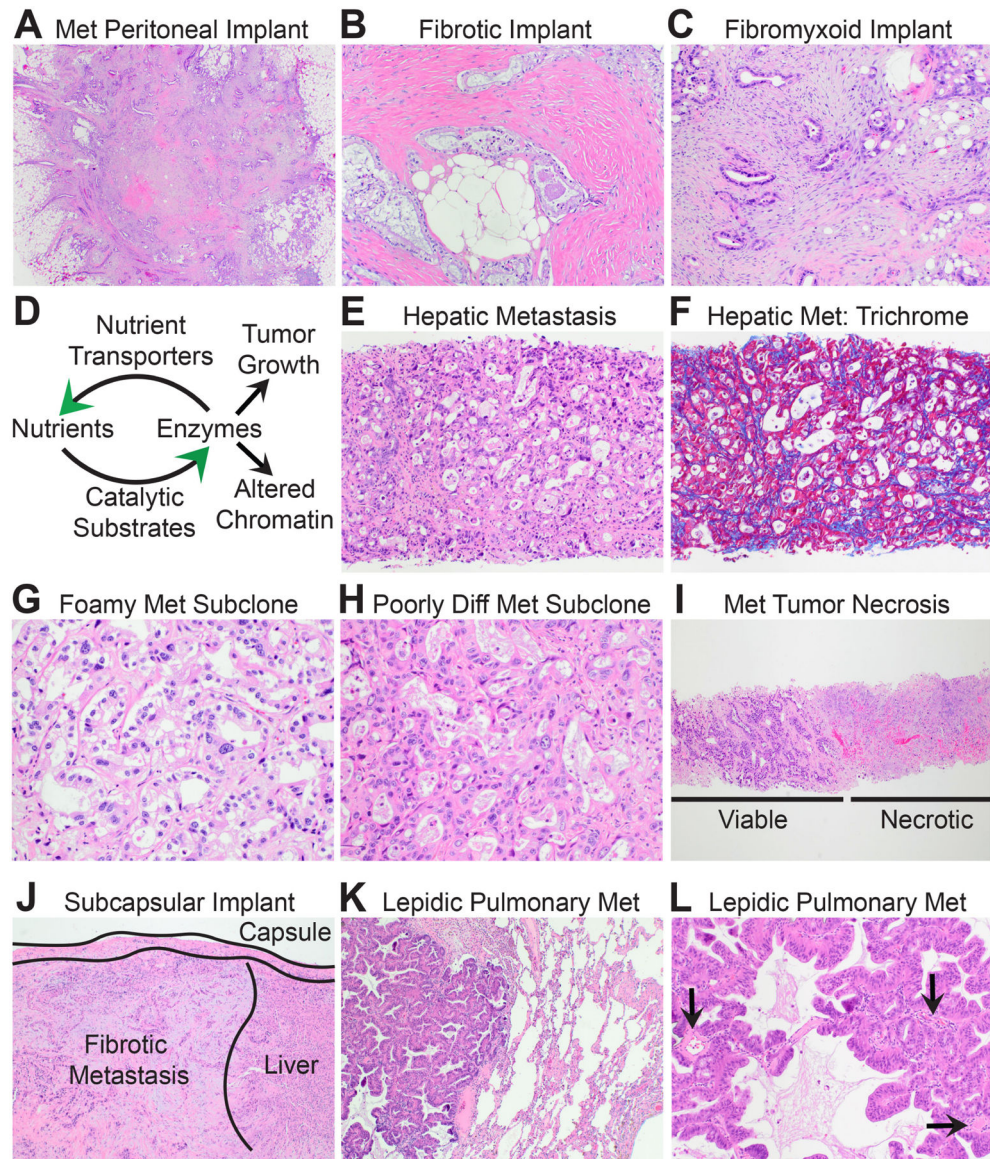 A Met Peritoneal Implant
B Fibrotic Implant
C Fibromyxoid Implant
D
Nutrient
Transporters
Tumor
Growth
Nutrients
Enzymes
Catalytic
Substrates
Altered
Chromatin
E Hepatic Metastasis
F Hepatic Met: Trichrome
G Foamy Met Subclone
H Poorly Diff Met Subclone
I Met Tumor Necrosis
Viable
Necrotic
J Subcapsular Implant
Capsule
Fibrotic
Metastasis
Liver
K Lepidic Pulmonary Met
L Lepidic Pulmonary Met